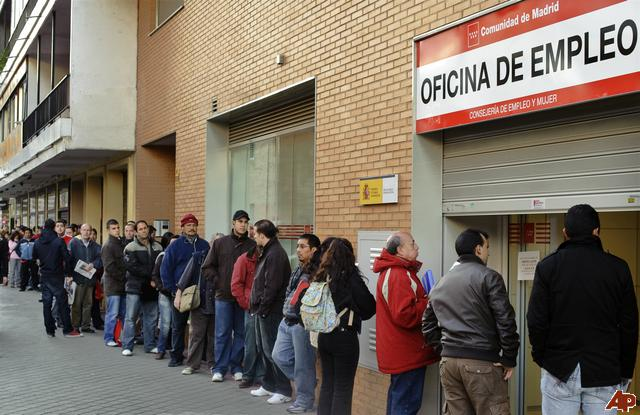 Comunidad de Madrid
OFICINA DE EMPLEO
CONSEJERÍA DE EMPLEO Y MUJER
AP